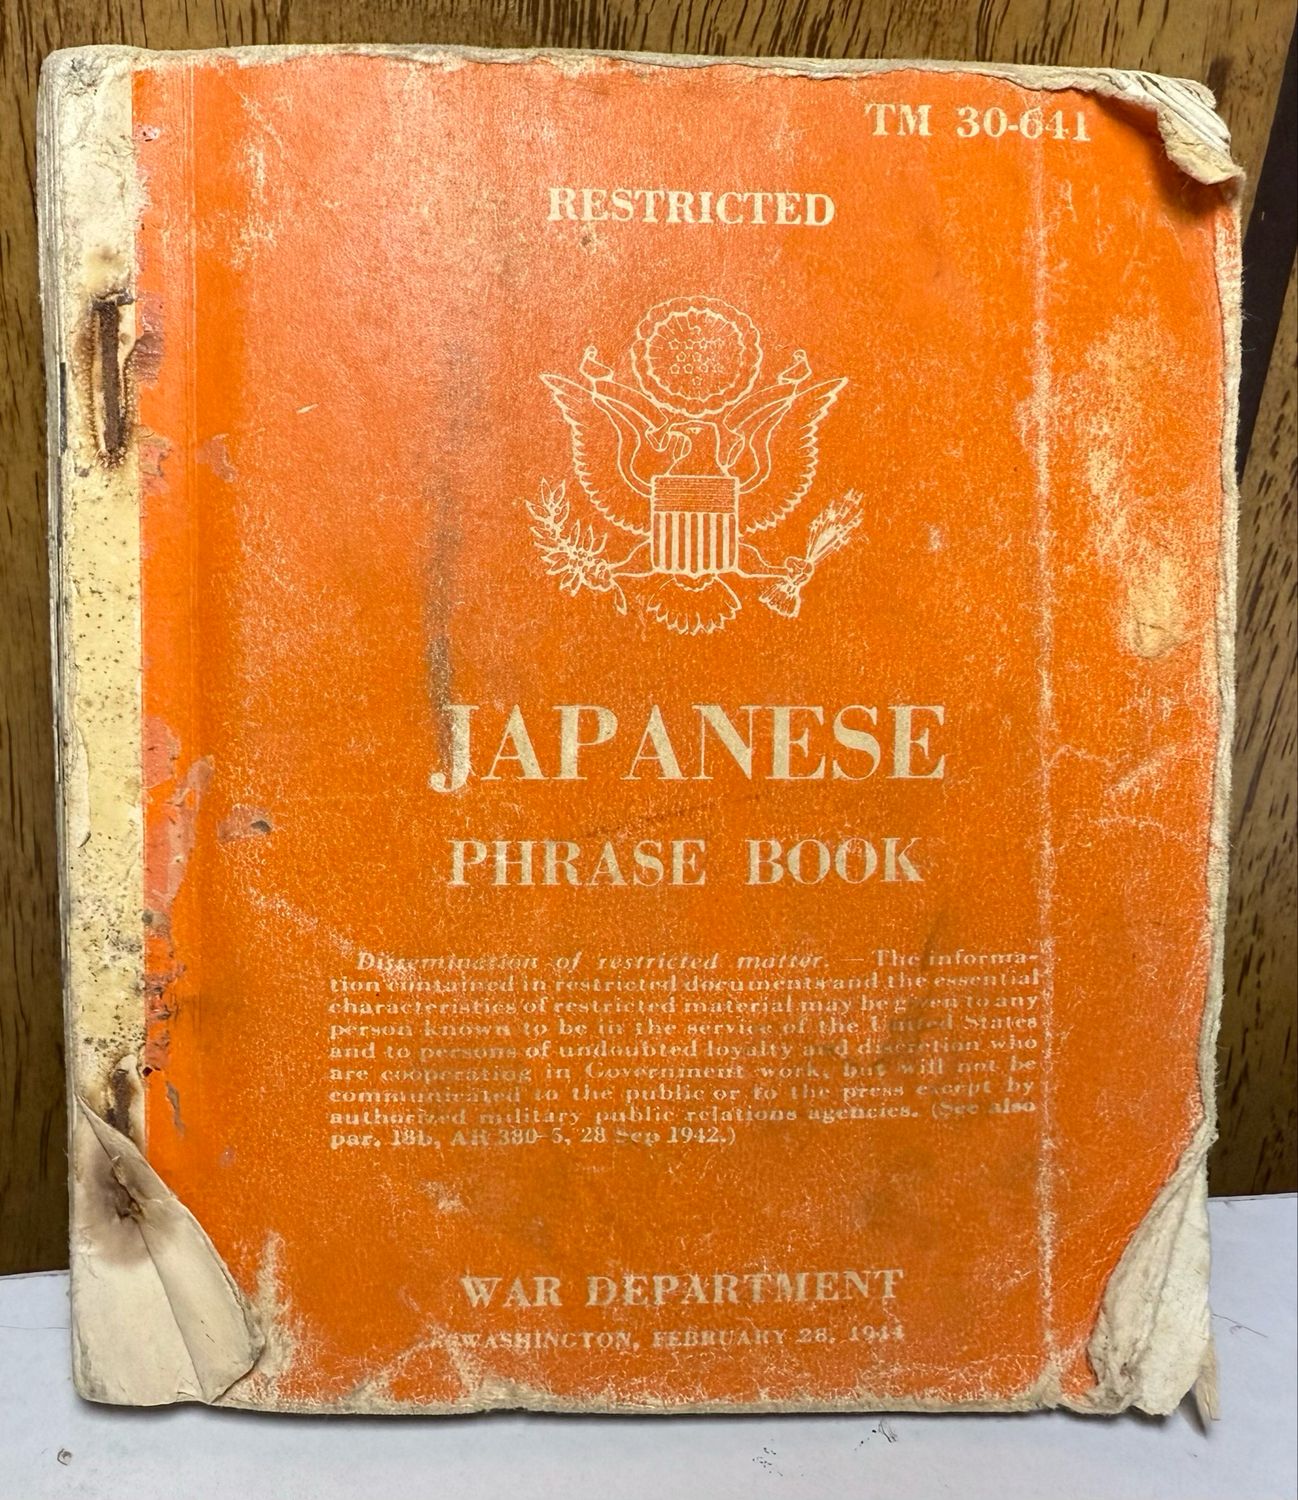 TM 30-641
RESTRICTED
JAPANESE
PHRASE BOOK
Dissemination of restricted matter. — The informa-
tion contained in restricted documents and the essential
characteristics of restricted material may be given to any
person known to be in the service of the United States
and to persons of undoubted loyalty and discretion who
are cooperating in Government work, but will not be
communicated to the public or to the press except by
authorized military public relations agencies. (See also
par. 18b, AR 380-5, 28 Sep 1942.)
WAR DEPARTMENT
WASHINGTON, FEBRUARY 28, 1944